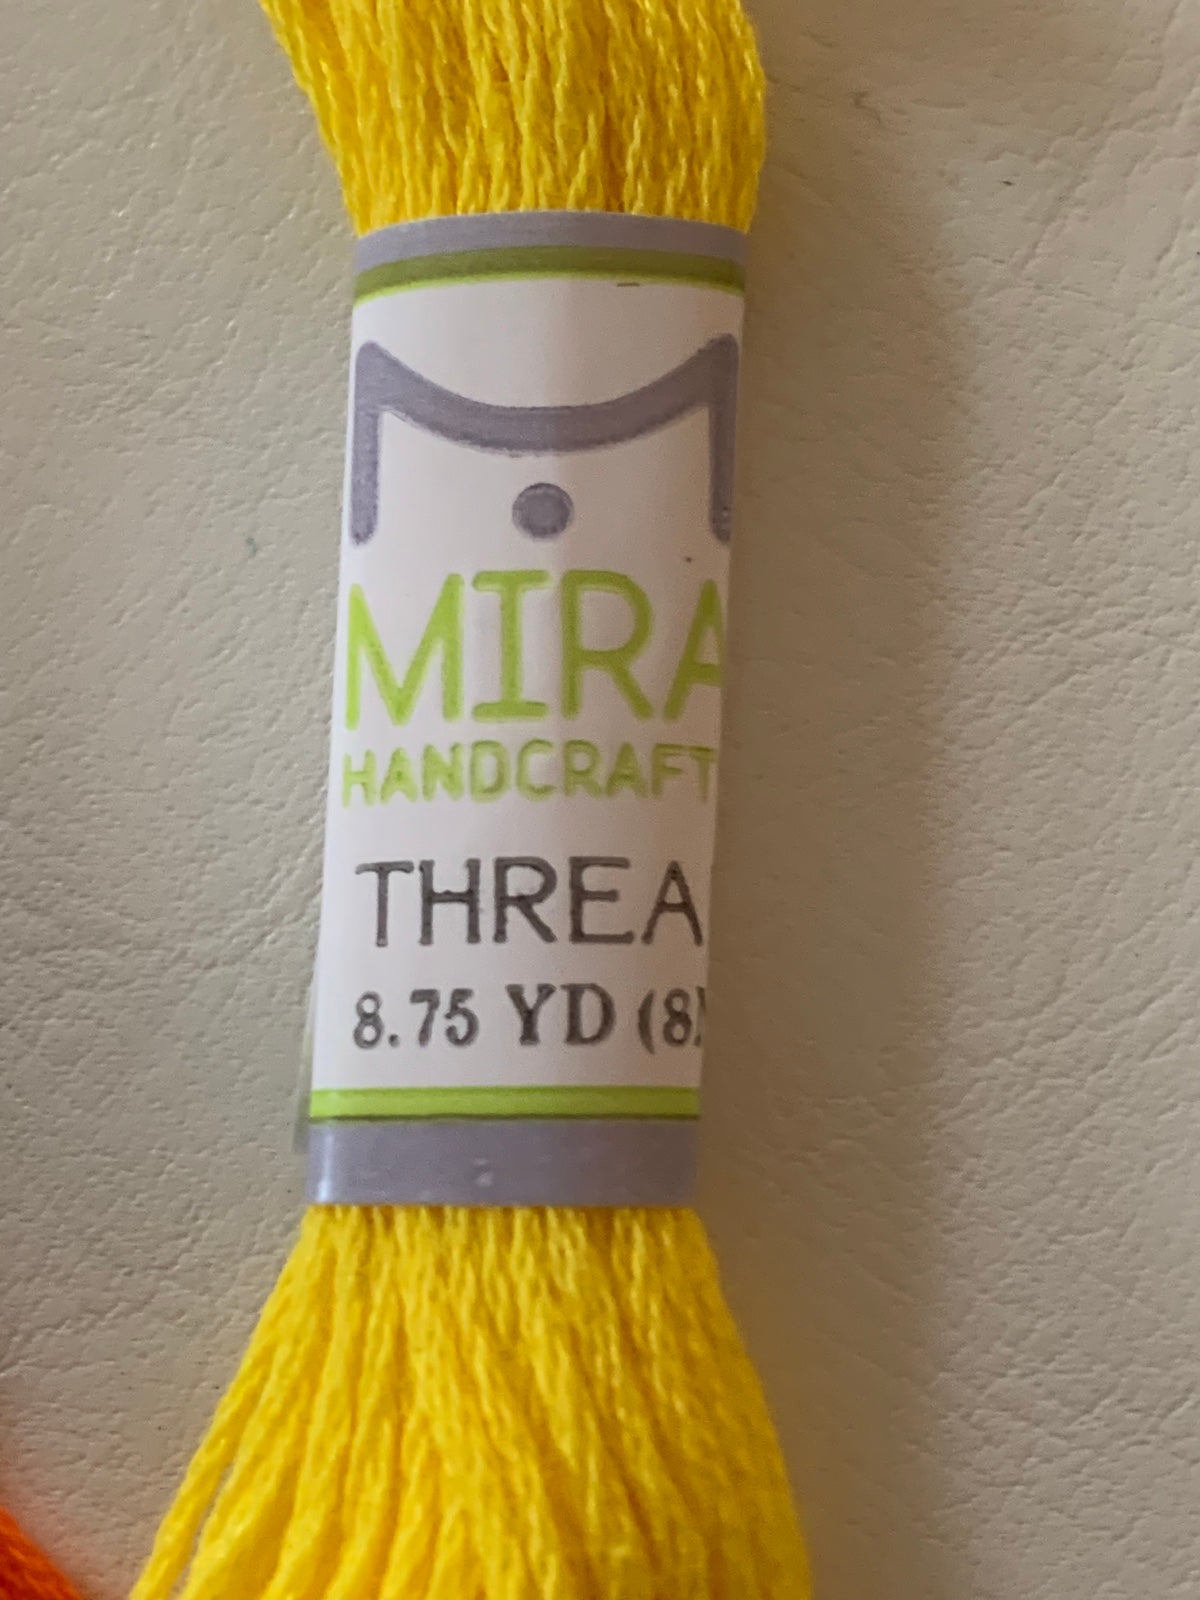 MIRA
HANDCRAFT
THREA
8.75 YD (8